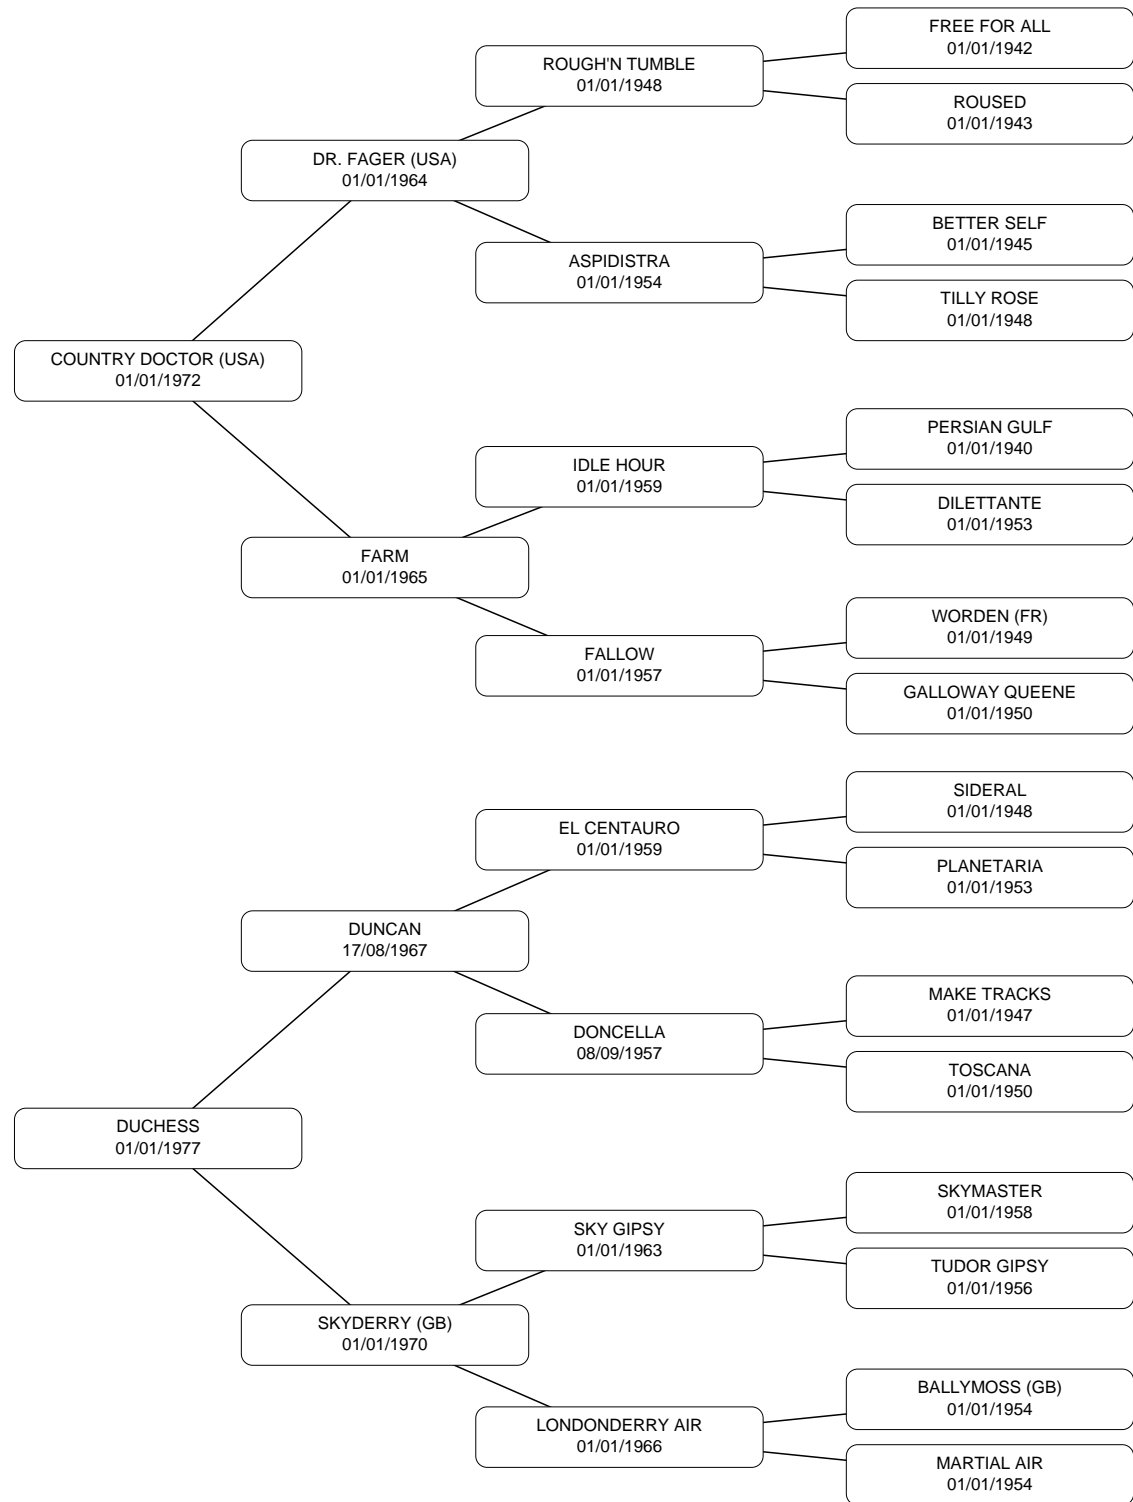 FREE FOR ALL
01/01/1942
ROUGH'N TUMBLE
01/01/1948
ROUSED
01/01/1943
DR. FAGER (USA)
01/01/1964
BETTER SELF
01/01/1945
ASPIDISTRA
01/01/1954
TILLY ROSE
01/01/1948
COUNTRY DOCTOR (USA)
01/01/1972
PERSIAN GULF
01/01/1940
IDLE HOUR
01/01/1959
DILETTANTE
01/01/1953
FARM
01/01/1965
WORDEN (FR)
01/01/1949
FALLOW
01/01/1957
GALLOWAY QUEENE
01/01/1950
SIDERAL
01/01/1948
EL CENTAURO
01/01/1959
PLANETARIA
01/01/1953
DUNCAN
17/08/1967
MAKE TRACKS
01/01/1947
DONCELLA
08/09/1957
TOSCANA
01/01/1950
DUCHESS
01/01/1977
SKYMASTER
01/01/1958
SKY GIPSY
01/01/1963
TUDOR GIPSY
01/01/1956
SKYDERRY (GB)
01/01/1970
BALLYMOSS (GB)
01/01/1954
LONDONDERRY AIR
01/01/1966
MARTIAL AIR
01/01/1954